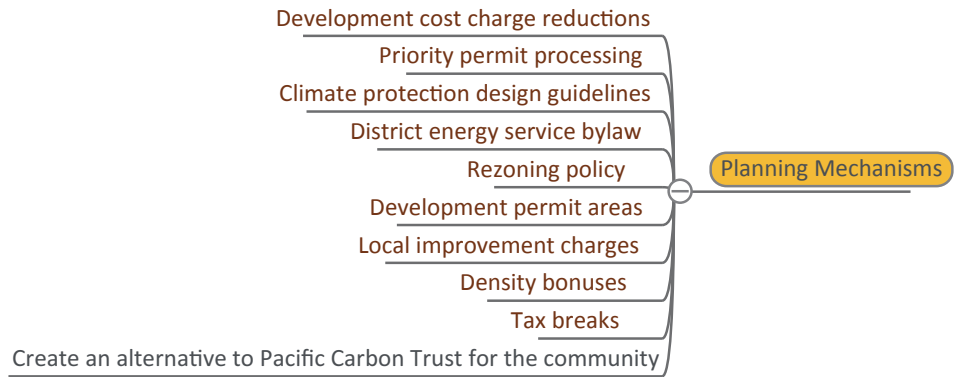 Development cost charge reductions
Priority permit processing
Climate protection design guidelines
District energy service bylaw
Rezoning policy
Development permit areas
Local improvement charges
Density bonuses
Tax breaks
Create an alternative to Pacific Carbon Trust for the community
Planning Mechanisms